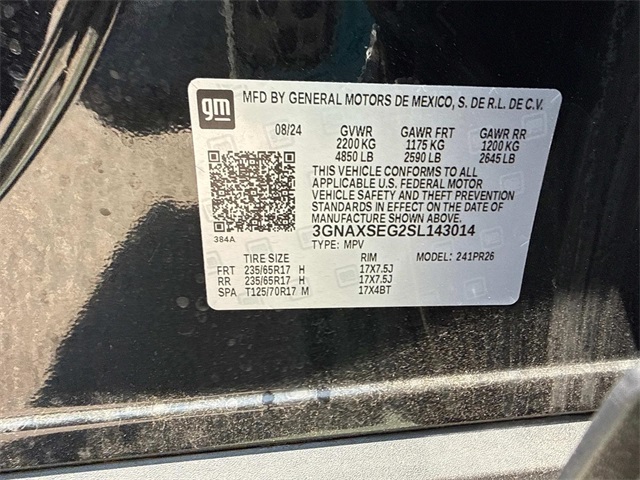 gm MFD BY GENERAL MOTORS DE MEXICO, S. DE R.L. DE C.V.
08/24 GVWR GAWR FRT GAWR RR
2200 KG 1175 KG 1200 KG
4850 LB 2590 LB 2645 LB
THIS VEHICLE CONFORMS TO ALL
APPLICABLE U.S. FEDERAL MOTOR
VEHICLE SAFETY AND THEFT PREVENTION
STANDARDS IN EFFECT ON THE DATE OF
MANUFACTURE SHOWN ABOVE.
3GNAXSEG2SL143014
384A
TYPE: MPV MODEL: 241PR26
TIRE SIZE RIM
FRT 235/65R17 H 17X7.5J
RR 235/65R17 H 17X7.5J
SPA T125/70R17 M 17X4BT